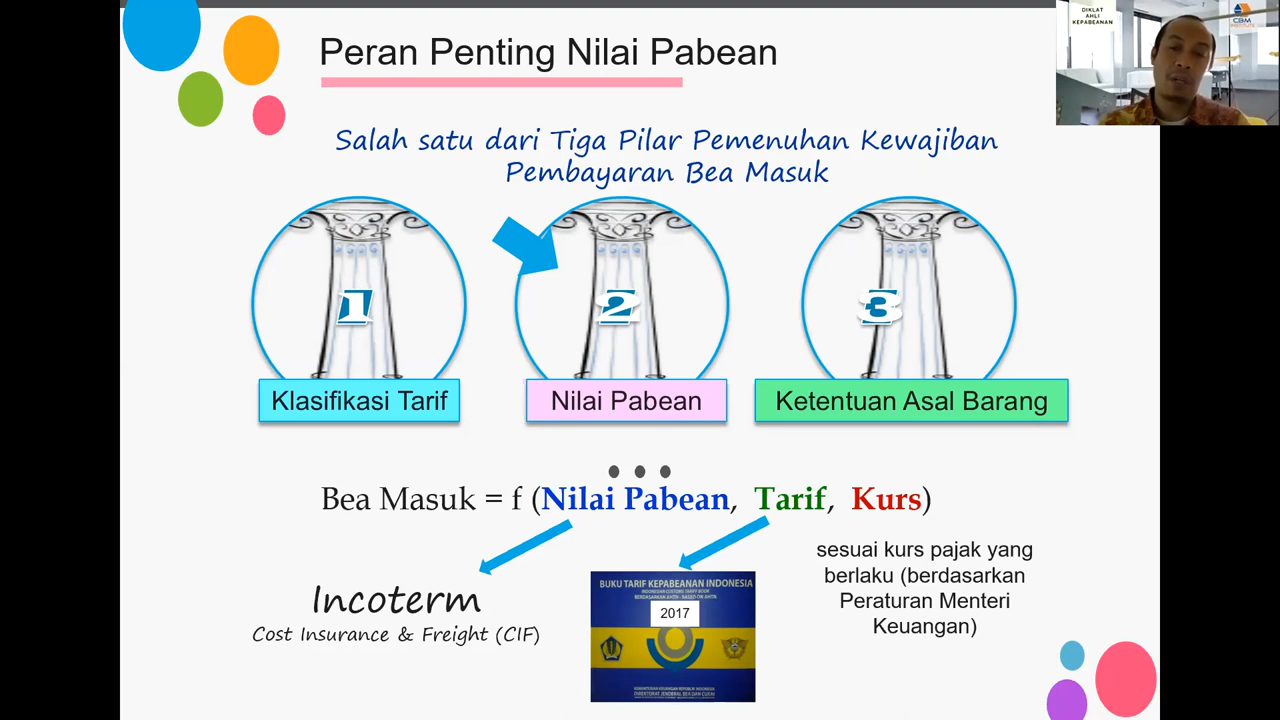 Peran Penting Nilai Pabean
DIKLAT
AHLI
KEPABEANAN
CBM
INSTITUTE
Salah satu dari Tiga Pilar Pemenuhan Kewajiban
Pembayaran Bea Masuk
1
2
3
Klasifikasi Tarif
Nilai Pabean
Ketentuan Asal Barang
Bea Masuk = f (Nilai Pabean, Tarif, Kurs)
Incoterm
Cost Insurance & Freight (CIF)
BUKU TARIF KEPABEANAN INDONESIA
INDONESIAN CUSTOMS TARIFF BOOK
BERDASARKAN AHTN - BASED ON AHTN
2017
KEMENTERIAN KEUANGAN REPUBLIK INDONESIA
DIREKTORAT JENDERAL BEA DAN CUKAI
sesuai kurs pajak yang
berlaku (berdasarkan
Peraturan Menteri
Keuangan)